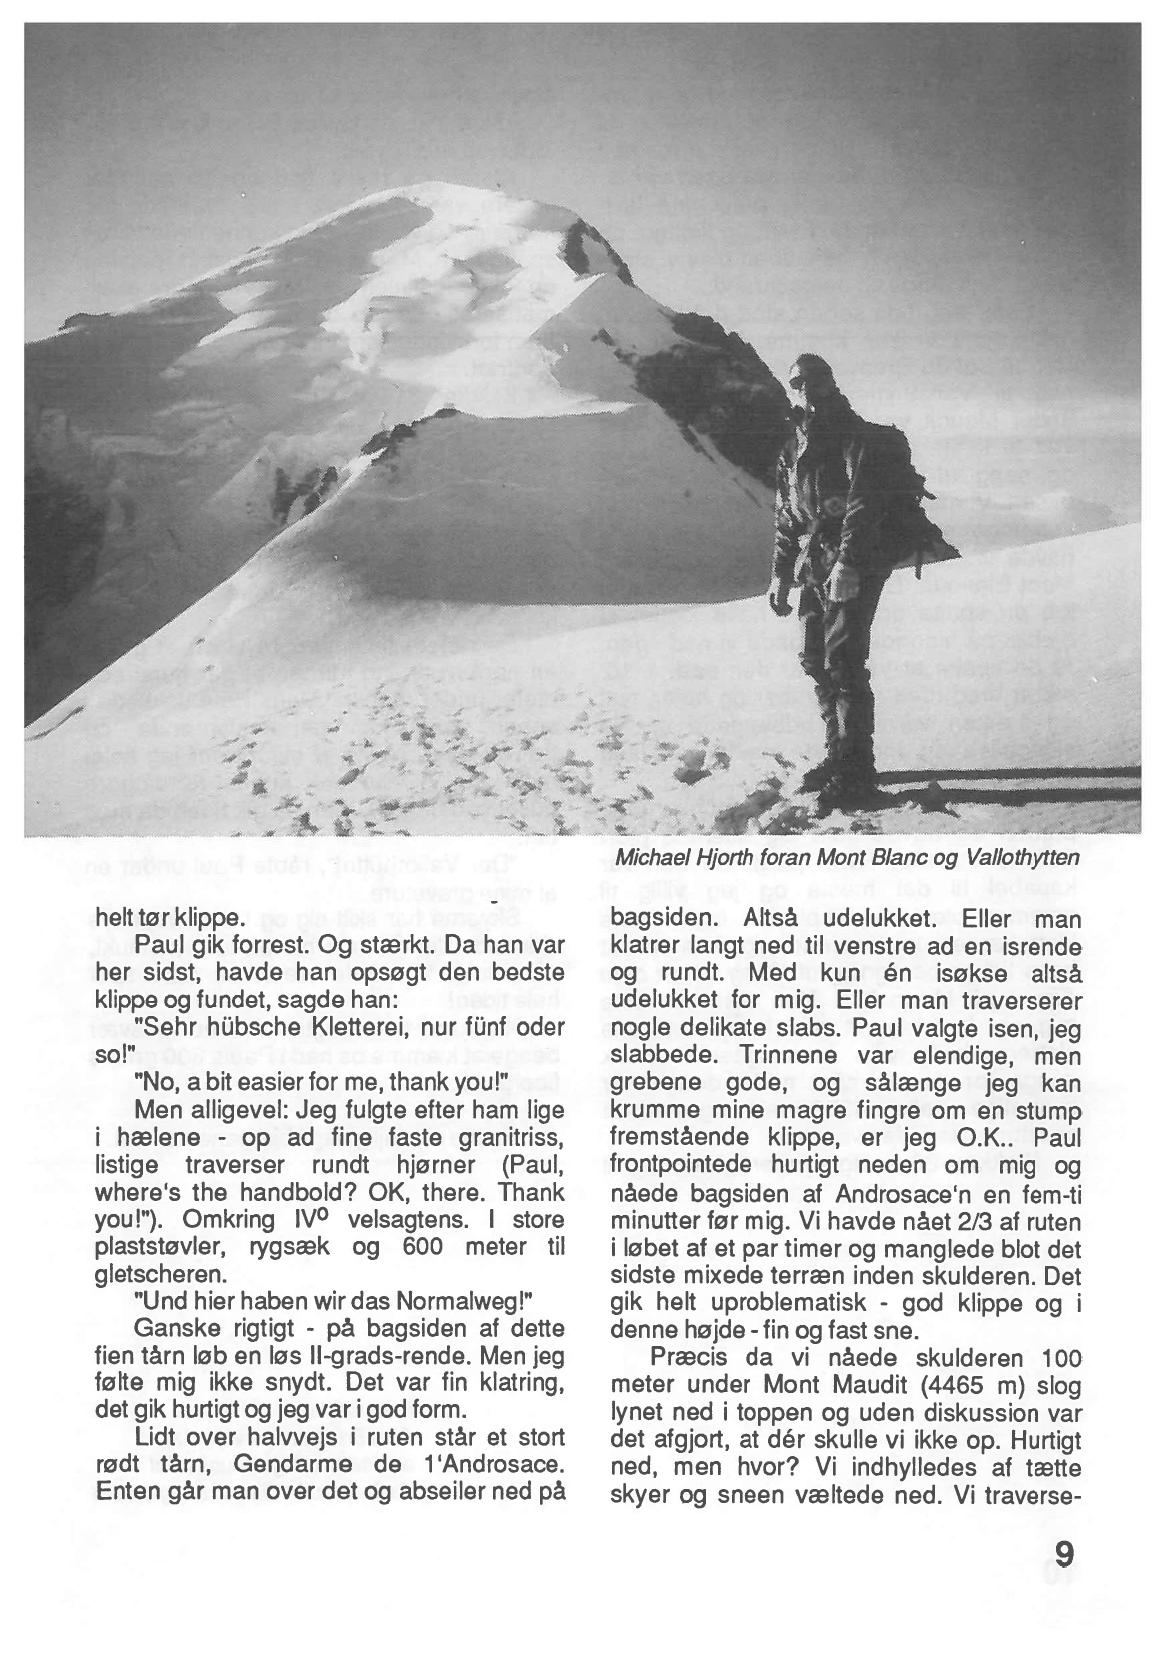 Michael Hjorth foran Mont Blanc og Vallothytten
helt tør klippe.
Paul gik forrest. Og stærkt. Da han var
her sidst, havde han opsøgt den bedste
klippe og fundet, sagde han:
"Sehr hübsche Kletterei, nur fünf oder
so!"
"No, a bit easier for me, thank you!"
Men alligevel: Jeg fulgte efter ham lige
i hælene - op ad fine faste granitriss,
listige traverser rundt hjørner (Paul,
where's the handbold? OK, there. Thank
you!"). Omkring IVº velsagtens. I store
plaststøvler, rygsæk og 600 meter til
gletscheren.
"Und hier haben wir das Normalweg!"
Ganske rigtigt - på bagsiden af dette
fien tårn løb en løs II-grads-rende. Men jeg
følte mig ikke snydt. Det var fin klatring,
det gik hurtigt og jeg var i god form.
Lidt over halvvejs i ruten står et stort
rødt tårn, Gendarme de 1'Androsace.
Enten går man over det og abseiler ned på
bagsiden. Altså udelukket. Eller man
klatrer langt ned til venstre ad en isrende
og rundt. Med kun én isøkse altså
udelukket for mig. Eller man traverserer
nogle delikate slabs. Paul valgte isen, jeg
slabbede. Trinnene var elendige, men
grebene gode, og sålænge jeg kan
krumme mine magre fingre om en stump
fremstående klippe, er jeg O.K.. Paul
frontpointede hurtigt neden om mig og
nåede bagsiden af Androsace'n en fem-ti
minutter før mig. Vi havde nået 2/3 af ruten
i løbet af et par timer og manglede blot det
sidste mixede terræn inden skulderen. Det
gik helt uproblematisk - god klippe og i
denne højde - fin og fast sne.
Præcis da vi nåede skulderen 100
meter under Mont Maudit (4465 m) slog
lynet ned i toppen og uden diskussion var
det afgjort, at dér skulle vi ikke op. Hurtigt
ned, men hvor? Vi indhylledes af tætte
skyer og sneen væltede ned. Vi traverse-
9